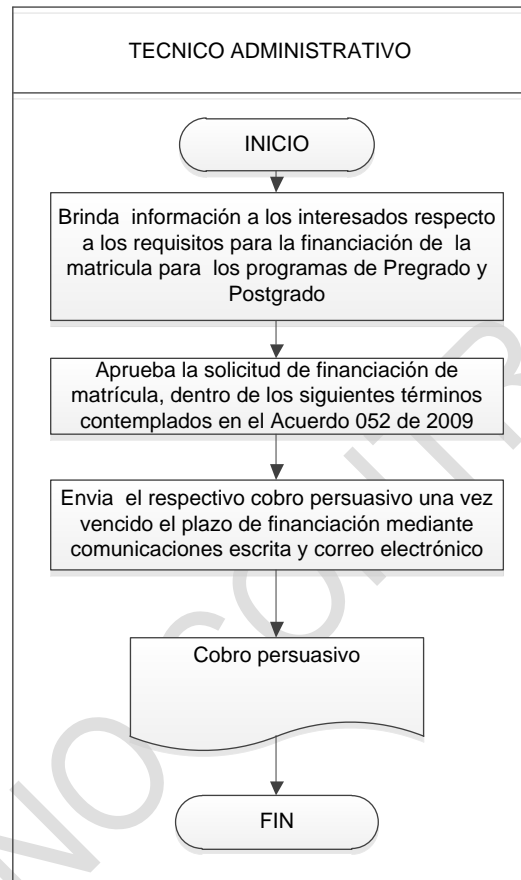 TECNICO ADMINISTRATIVO
INICIO
Brinda información a los interesados respecto
a los requisitos para la financiación de la
matricula para los programas de Pregrado y
Postgrado
Aprueba la solicitud de financiación de
matrícula, dentro de los siguientes términos
contemplados en el Acuerdo 052 de 2009
Envia el respectivo cobro persuasivo una vez
vencido el plazo de financiación mediante
comunicaciones escrita y correo electrónico
Cobro persuasivo
FIN